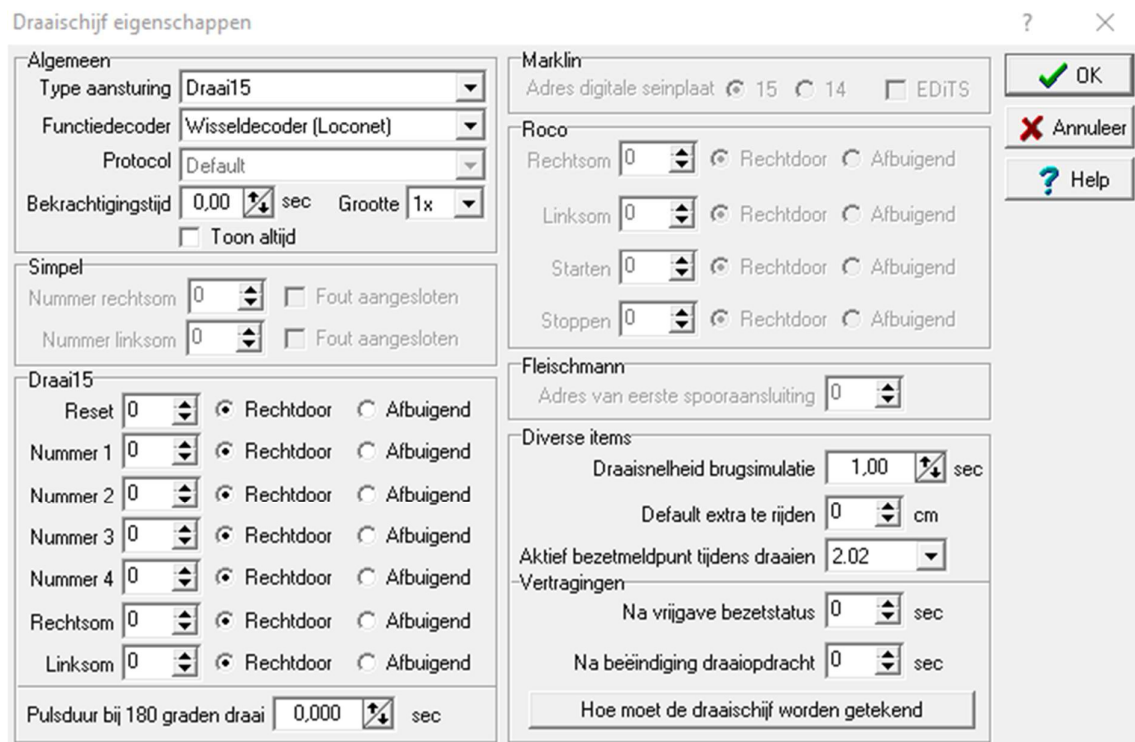 Draaischijf eigenschappen
?
Algemeen
Type aansturing Draai15
Functiedecoder Wisseldecoder (Loconet)
Protocol Default
Bekrachtigingstijd 0,00 sec Grootte 1x
Toon altijd
Simpel
Nummer rechtsom 0 Fout aangesloten
Nummer linksom 0 Fout aangesloten
Draai15
Reset 0 Rechtdoor Afbuigend
Nummer 1 0 Rechtdoor Afbuigend
Nummer 2 0 Rechtdoor Afbuigend
Nummer 3 0 Rechtdoor Afbuigend
Nummer 4 0 Rechtdoor Afbuigend
Rechtsom 0 Rechtdoor Afbuigend
Linksom 0 Rechtdoor Afbuigend
Pulsduur bij 180 graden draai 0,000 sec
Marklin
Adres digitale seinplaat 15 14 EDiTS
Roco
Rechtsom 0 Rechtdoor Afbuigend
Linksom 0 Rechtdoor Afbuigend
Starten 0 Rechtdoor Afbuigend
Stoppen 0 Rechtdoor Afbuigend
Fleischmann
Adres van eerste spooraansluiting 0
Diverse items
Draaisnelheid brugsimulatie 1,00 sec
Default extra te rijden 0 cm
Aktief bezetmeldpunt tijdens draaien 2.02
Vertragingen
Na vrijgave bezetstatus 0 sec
Na beëindiging draaiopdracht 0 sec
Hoe moet de draaischijf worden getekend
OK
Annuleer
? Help